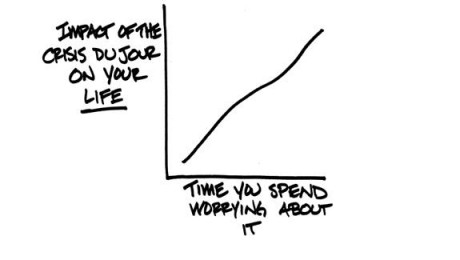 IMPACT OF THE
CRISIS DU JOUR
ON YOUR
LIFE
TIME YOU SPEND
WORRYING ABOUT
IT